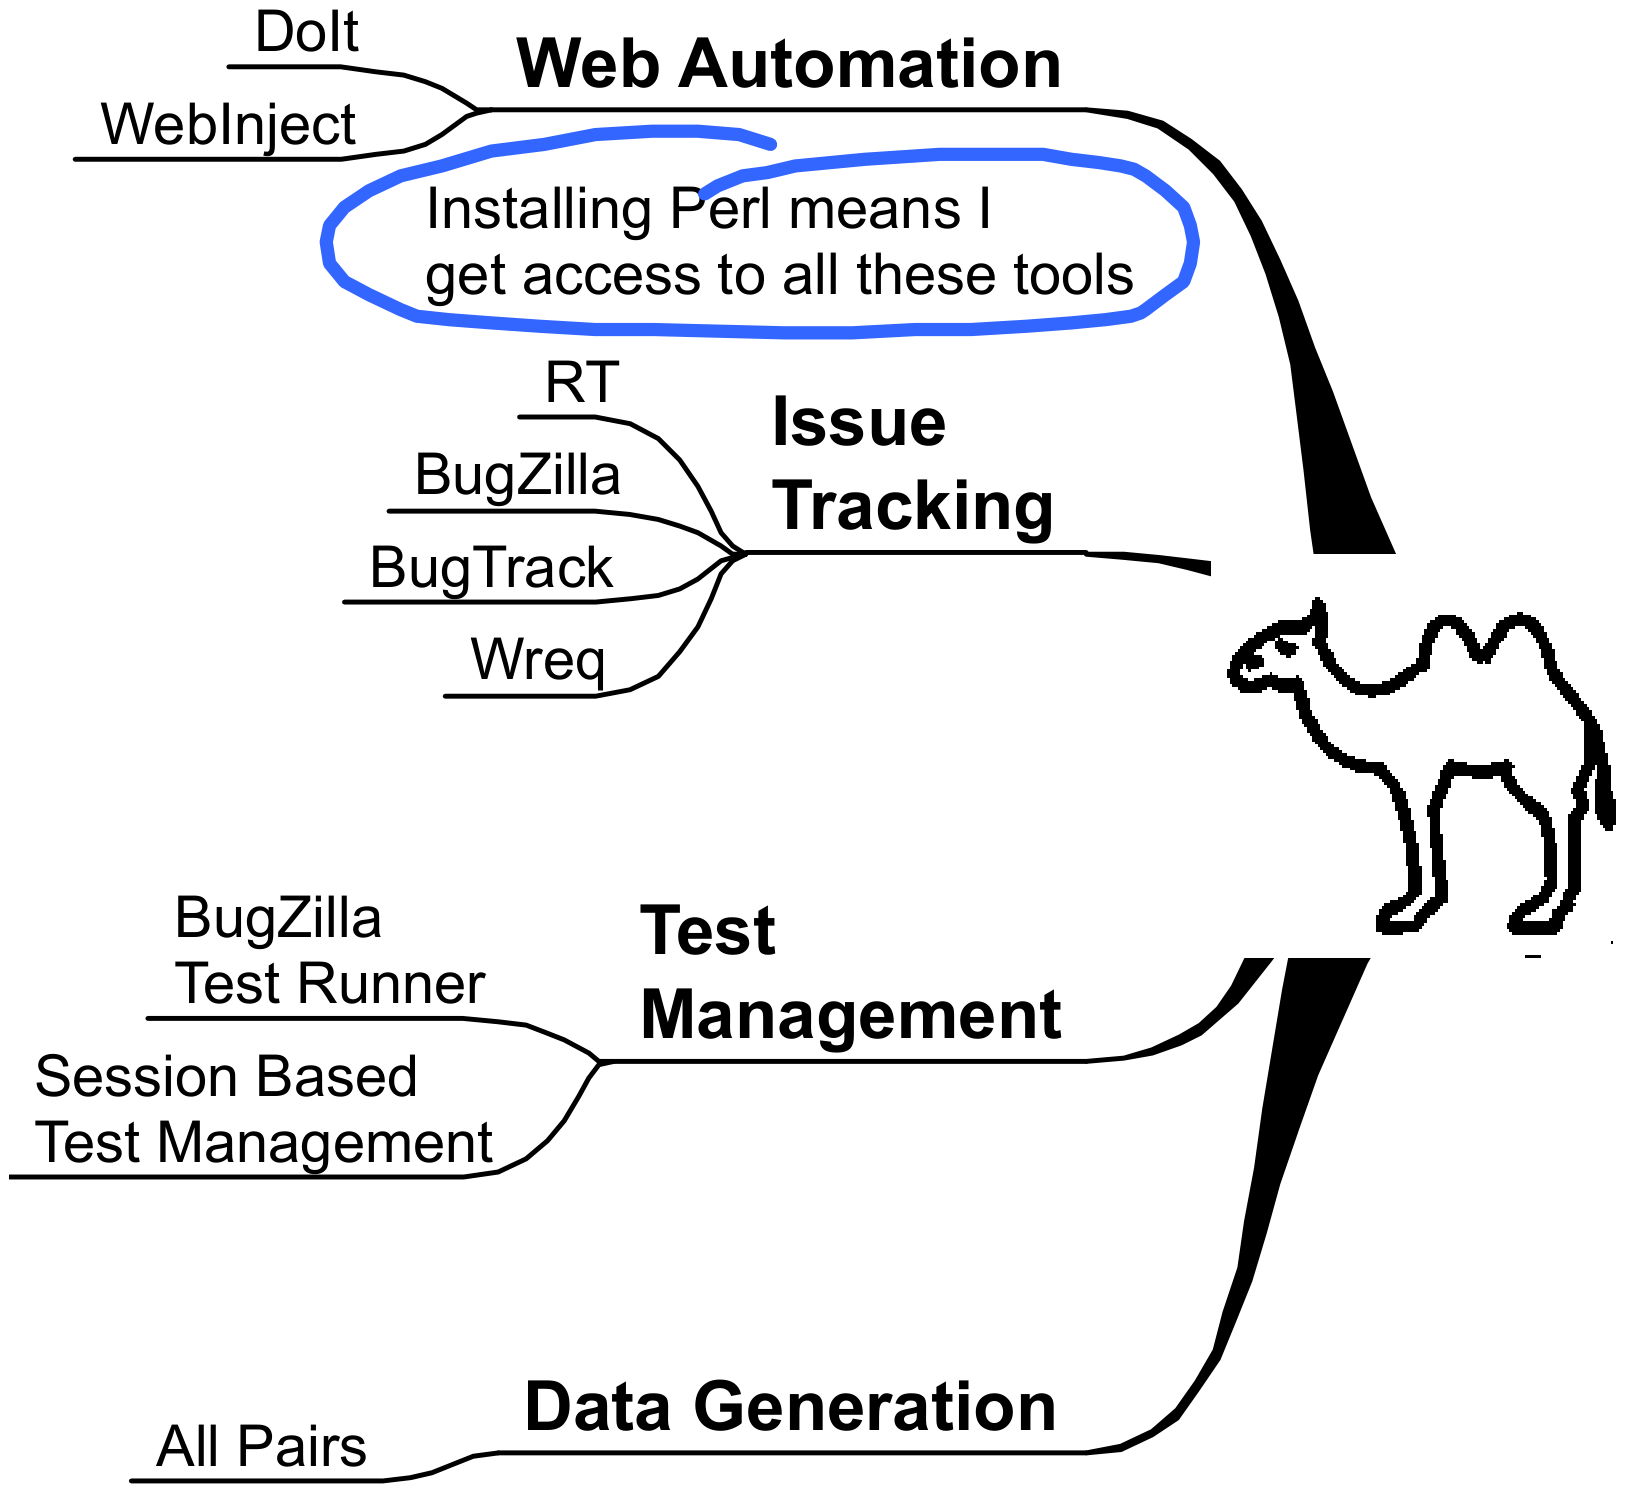 DoIt
Web Automation
WebInject
Installing Perl means I
get access to all these tools
RT
Issue
BugZilla
Tracking
BugTrack
Wreq
BugZilla
Test Runner
Test
Management
Session Based
Test Management
Data Generation
All Pairs